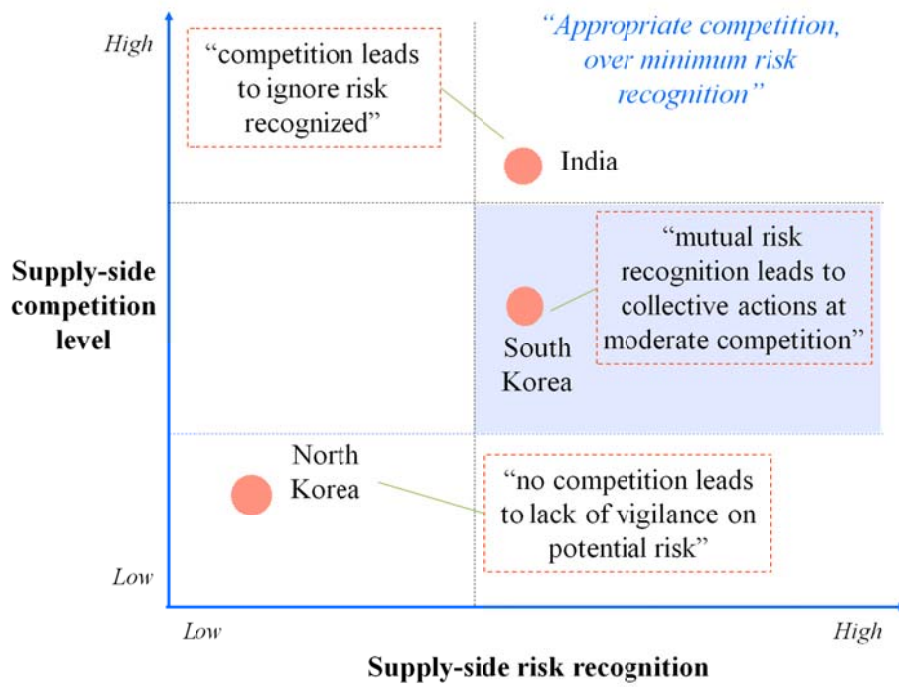 High
“Appropriate competition,
over minimum risk
recognition”
“competition leads
to ignore risk
recognized”
India
Supply-side
competition
level
“mutual risk
recognition leads to
collective actions at
moderate competition”
South
Korea
North
Korea
“no competition leads
to lack of vigilance on
potential risk”
Low
Low
High
Supply-side risk recognition